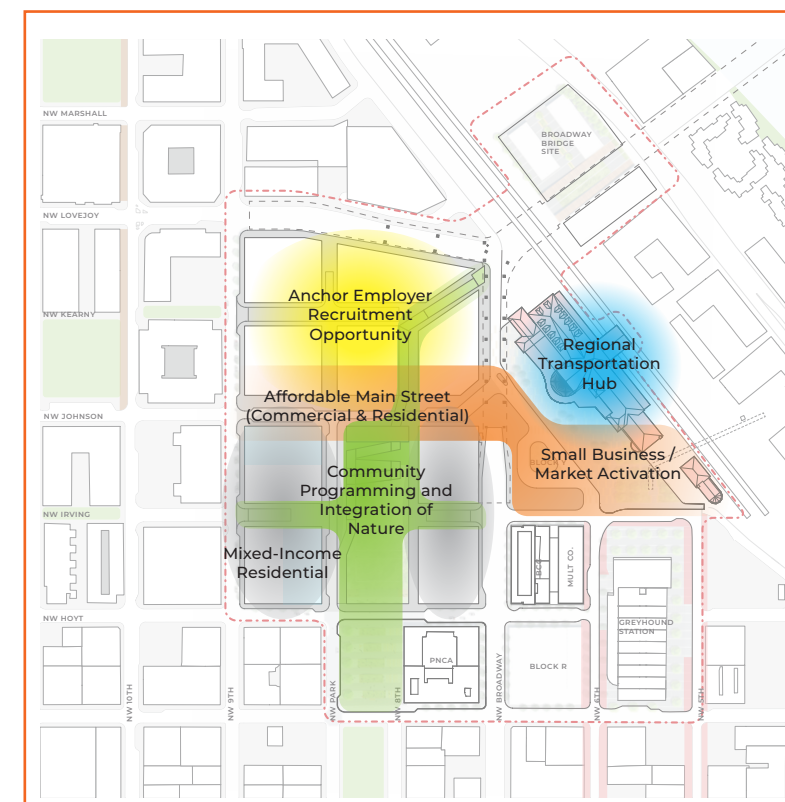 NW MARSHALL
BROADWAY
BRIDGE
SITE
NW LOVEJOY
Anchor Employer
Recruitment
Opportunity
NW KEARNY
Regional
Transportation
Hub
Affordable Main Street
(Commercial & Residential)
NW JOHNSON
Small Business /
Market Activation
BLOCK Y
Community
Programming and
Integration of
Nature
NW IRVING
Mixed-Income
Residential
MULT CO.
NW HOYT
GREYHOUND
STATION
PNCA
BLOCK R
NW 10TH
NW 9TH
NW PARK
NW 8TH
NW BROADWAY
NW 6TH
NW 5TH